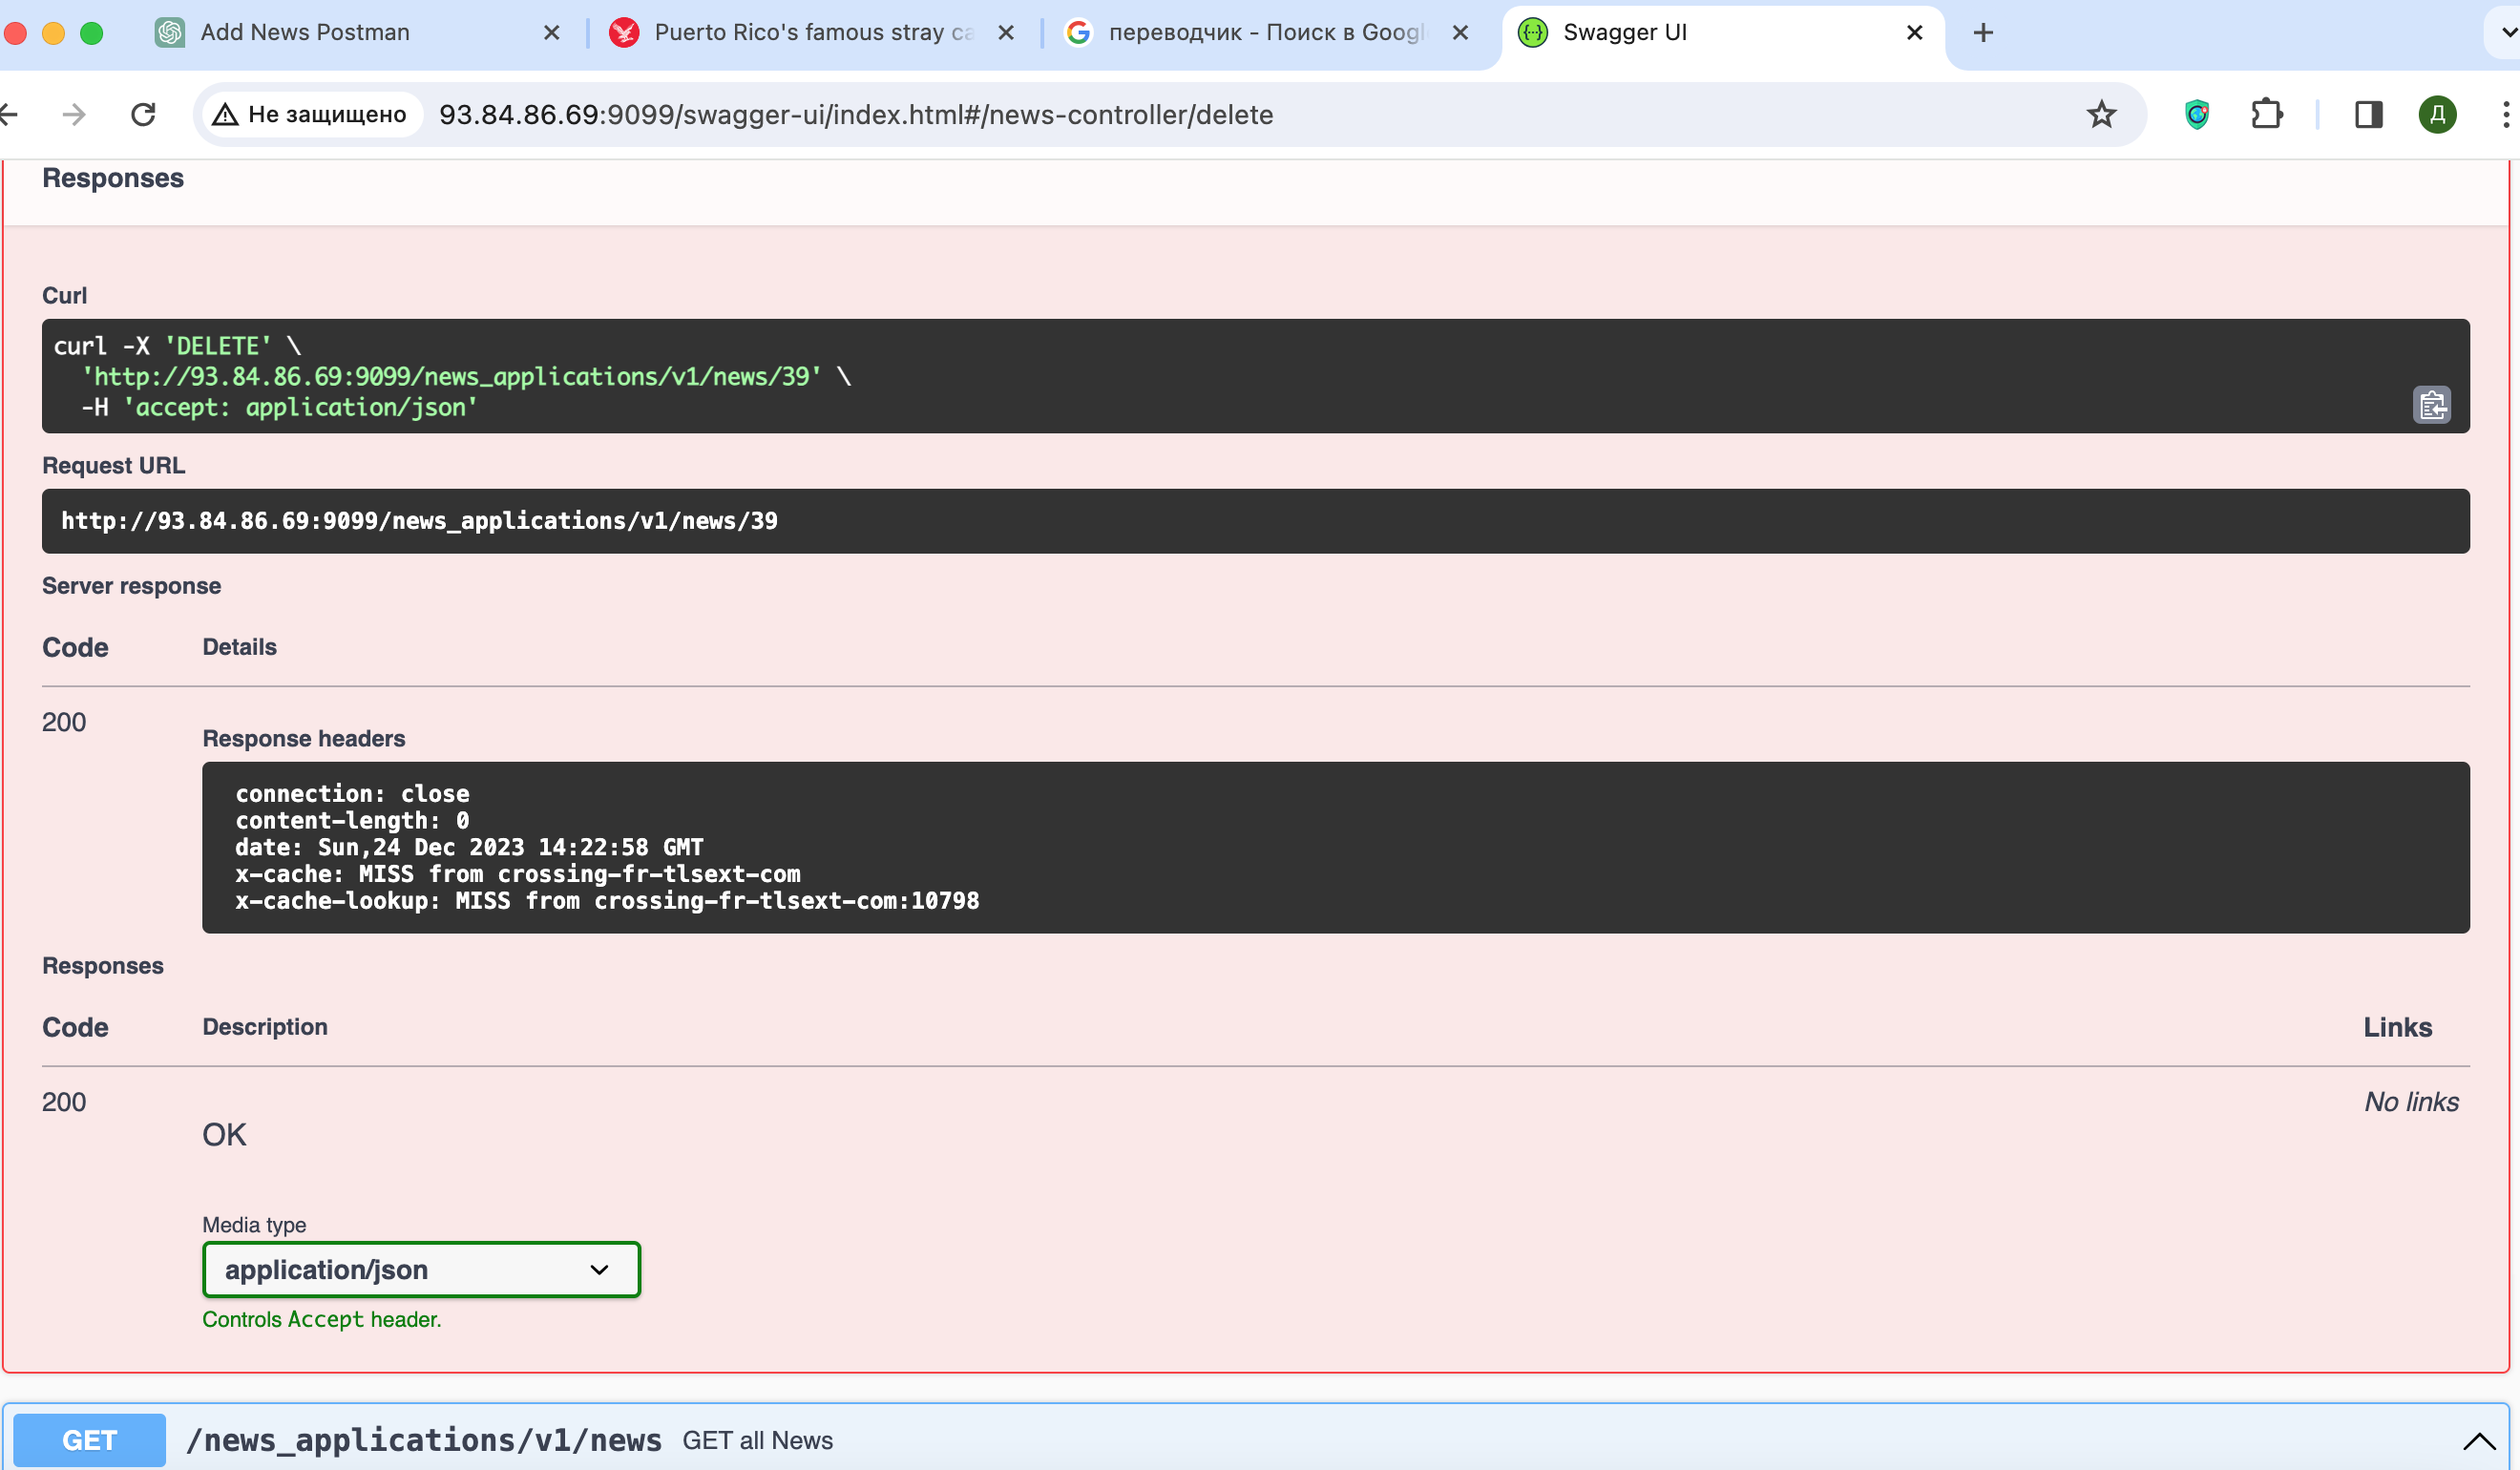 Add News Postman
Puerto Rico's famous stray ca
переводчик - Поиск в Googl
Swagger UI
Не защищено
93.84.86.69:9099/swagger-ui/index.html#/news-controller/delete
Д
Responses
Curl
curl -X 'DELETE' \
'http://93.84.86.69:9099/news_applications/v1/news/39' \
-H 'accept: application/json'
Request URL
http://93.84.86.69:9099/news_applications/v1/news/39
Server response
Code Details
200
Response headers
connection: close
content-length: 0
date: Sun,24 Dec 2023 14:22:58 GMT
x-cache: MISS from crossing-fr-tlsext-com
x-cache-lookup: MISS from crossing-fr-tlsext-com:10798
Responses
Code Description Links
200 No links
OK
Media type
application/json
Controls Accept header.
GET /news_applications/v1/news GET all News